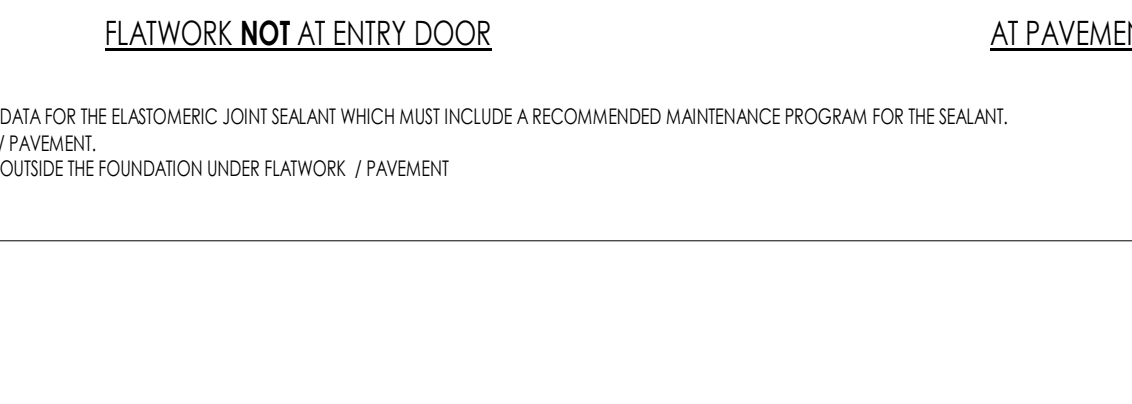 FLATWORK NOT AT ENTRY DOOR
AT PAVEMEN
DATA FOR THE ELASTOMERIC JOINT SEALANT WHICH MUST INCLUDE A RECOMMENDED MAINTENANCE PROGRAM FOR THE SEALANT.
/ PAVEMENT.
OUTSIDE THE FOUNDATION UNDER FLATWORK / PAVEMENT